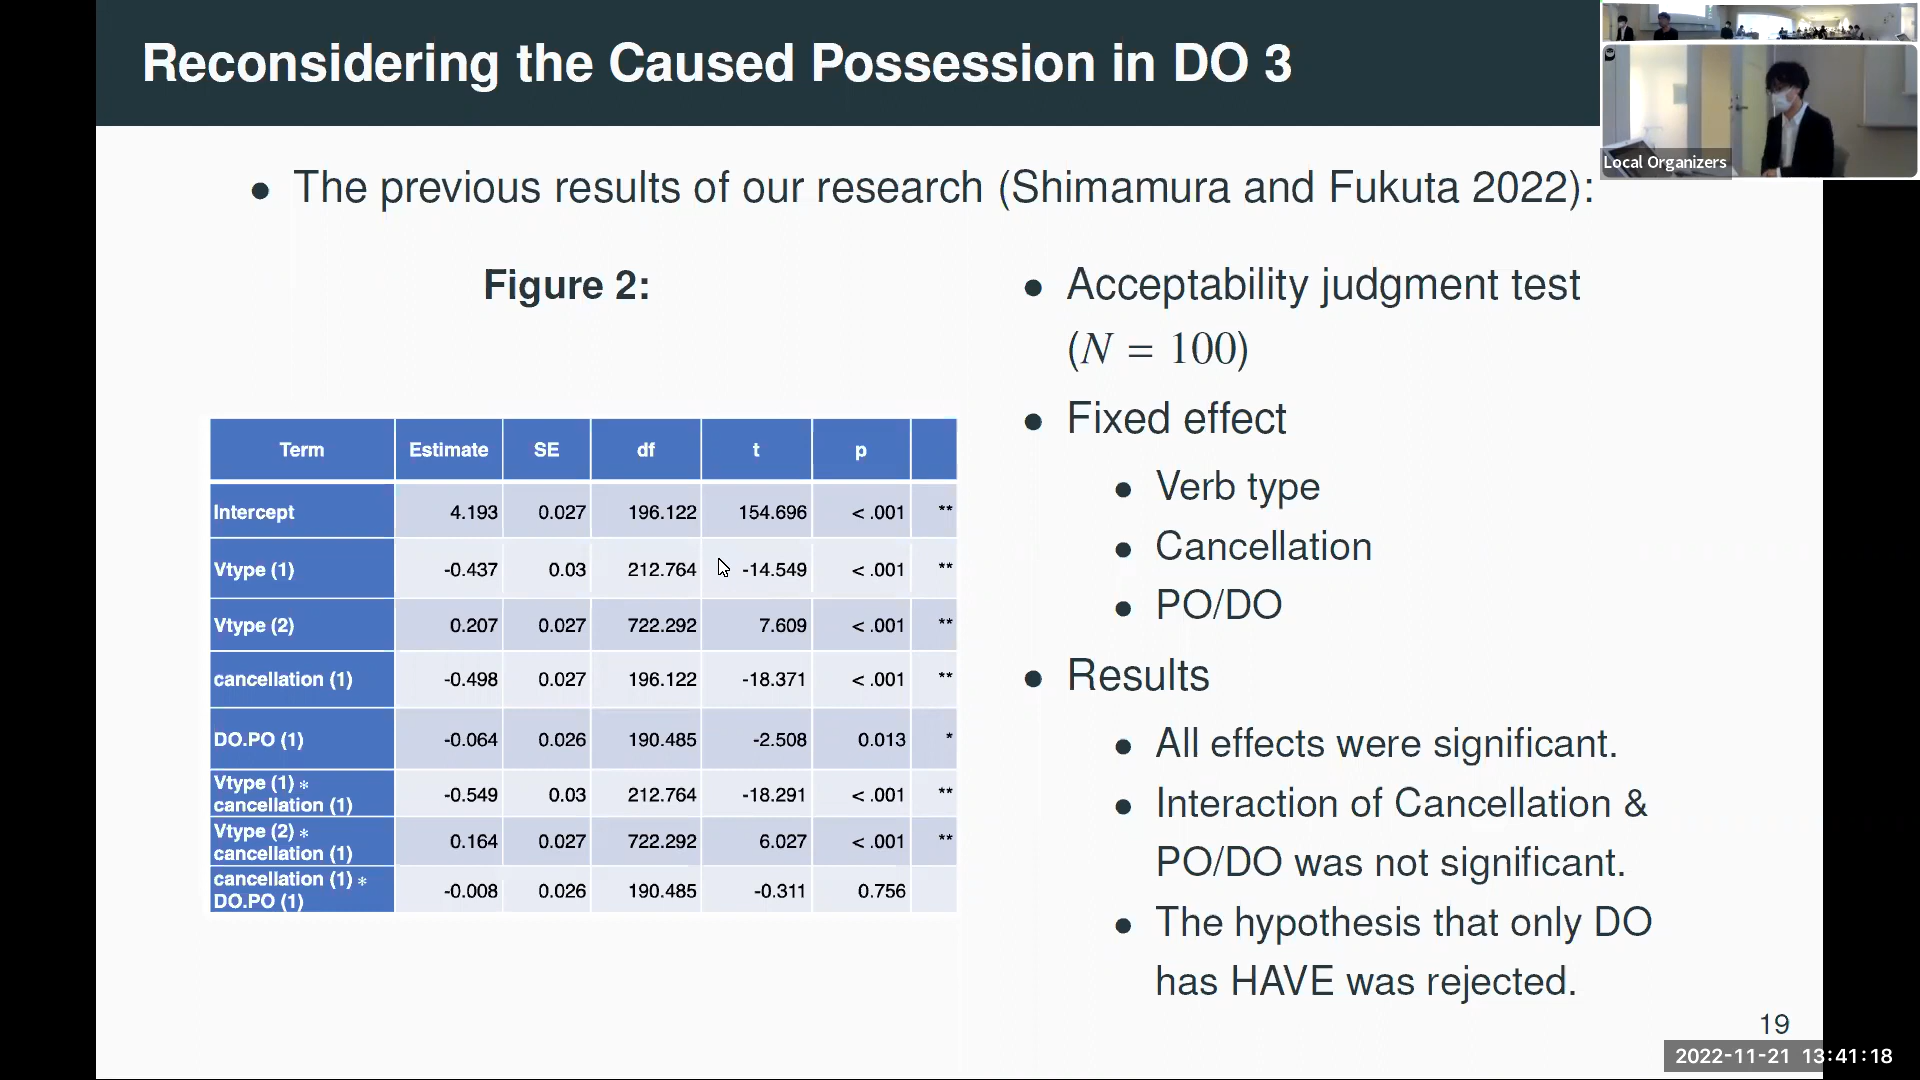 Reconsidering the Caused Possession in DO 3
Local Organizers
• The previous results of our research (Shimamura and Fukuta 2022):
Figure 2:
Term Estimate SE df t p
Intercept 4.193 0.027 196.122 154.696 < .001 **
Vtype (1) -0.437 0.03 212.764 -14.549 < .001 **
Vtype (2) 0.207 0.027 722.292 7.609 < .001 **
cancellation (1) -0.498 0.027 196.122 -18.371 < .001 **
DO.PO (1) -0.064 0.026 190.485 -2.508 0.013 *
Vtype (1) *
cancellation (1) -0.549 0.03 212.764 -18.291 < .001 **
Vtype (2) *
cancellation (1) 0.164 0.027 722.292 6.027 < .001 **
cancellation (1) *
DO.PO (1) -0.008 0.026 190.485 -0.311 0.756
• Acceptability judgment test
(N = 100)
• Fixed effect
• Verb type
• Cancellation
• PO/DO
• Results
• All effects were significant.
• Interaction of Cancellation &
PO/DO was not significant.
• The hypothesis that only DO
has HAVE was rejected.
19
2022-11-21 13:41:18